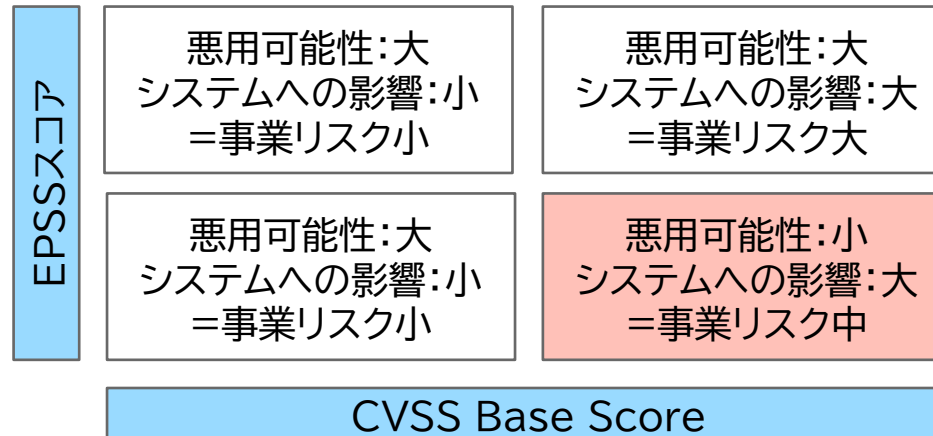 EPSSスコア
悪用可能性：大
システムへの影響：小
＝事業リスク小
悪用可能性：大
システムへの影響：大
＝事業リスク大
悪用可能性：大
システムへの影響：小
＝事業リスク小
悪用可能性：小
システムへの影響：大
＝事業リスク中
CVSS Base Score